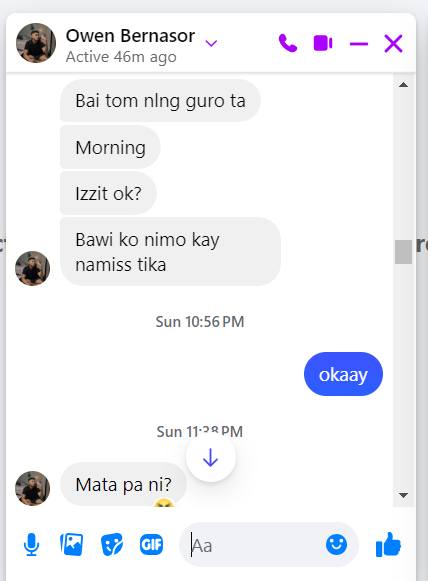 Owen Bernasor
Active 46m ago
Bai tom nlng guro ta
Morning
Izzit ok?
Bawi ko nimo kay
namiss tika
Sun 10:56 PM
okaay
Sun 11:38 PM
Mata pa ni?
GIF
Aa